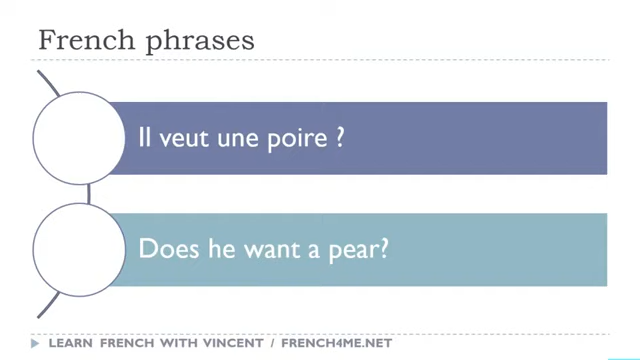 French phrases
Il veut une poire ?
Does he want a pear?
LEARN FRENCH WITH VINCENT / FRENCH4ME.NET